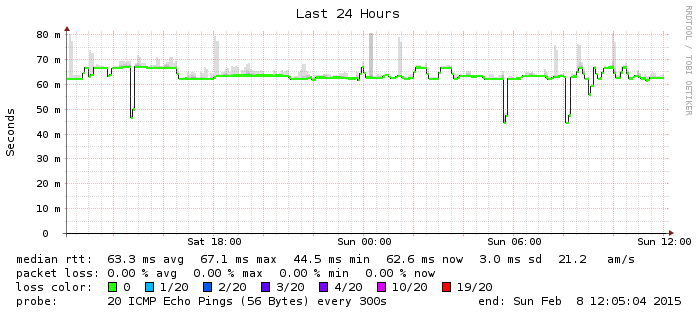 Last 24 Hours
RRDTOOL / TOBI OETIKER
Seconds
80 m
70 m
60 m
50 m
40 m
30 m
20 m
10 m
0
Sat 18:00 Sun 00:00 Sun 06:00 Sun 12:00
median rtt: 63.3 ms avg 67.1 ms max 44.5 ms min 62.6 ms now 3.0 ms sd 21.2 am/s
packet loss: 0.00 % avg 0.00 % max 0.00 % min 0.00 % now
loss color: 0 1/20 2/20 3/20 4/20 10/20 19/20
probe: 20 ICMP Echo Pings (56 Bytes) every 300s end: Sun Feb 8 12:05:04 2015